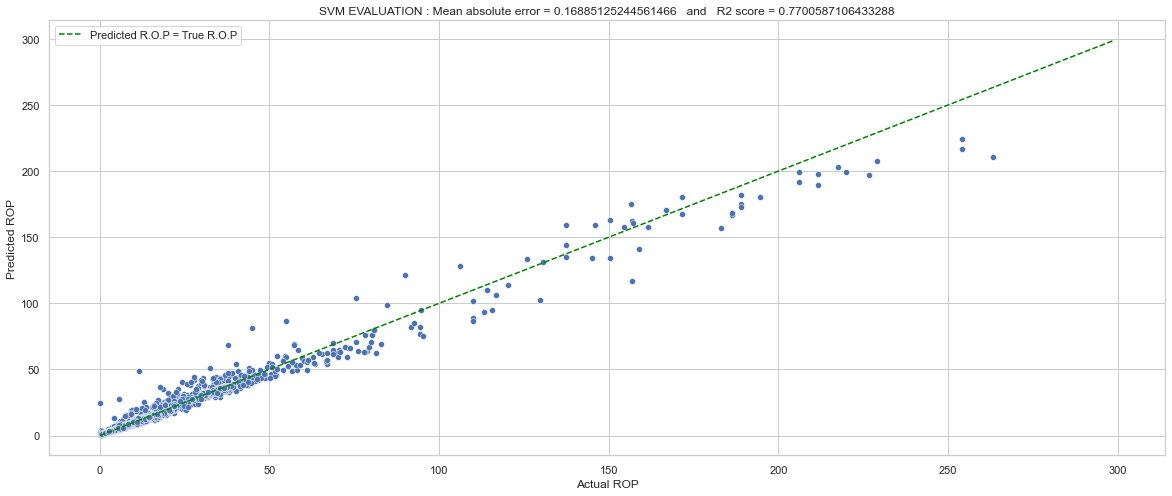 SVM EVALUATION : Mean absolute error = 0.16885125244561466 and R2 score = 0.7700587106433288
Predicted R.O.P = True R.O.P
300
250
200
150
100
50
0
Predicted ROP
0 50 100 150 200 250 300
Actual ROP